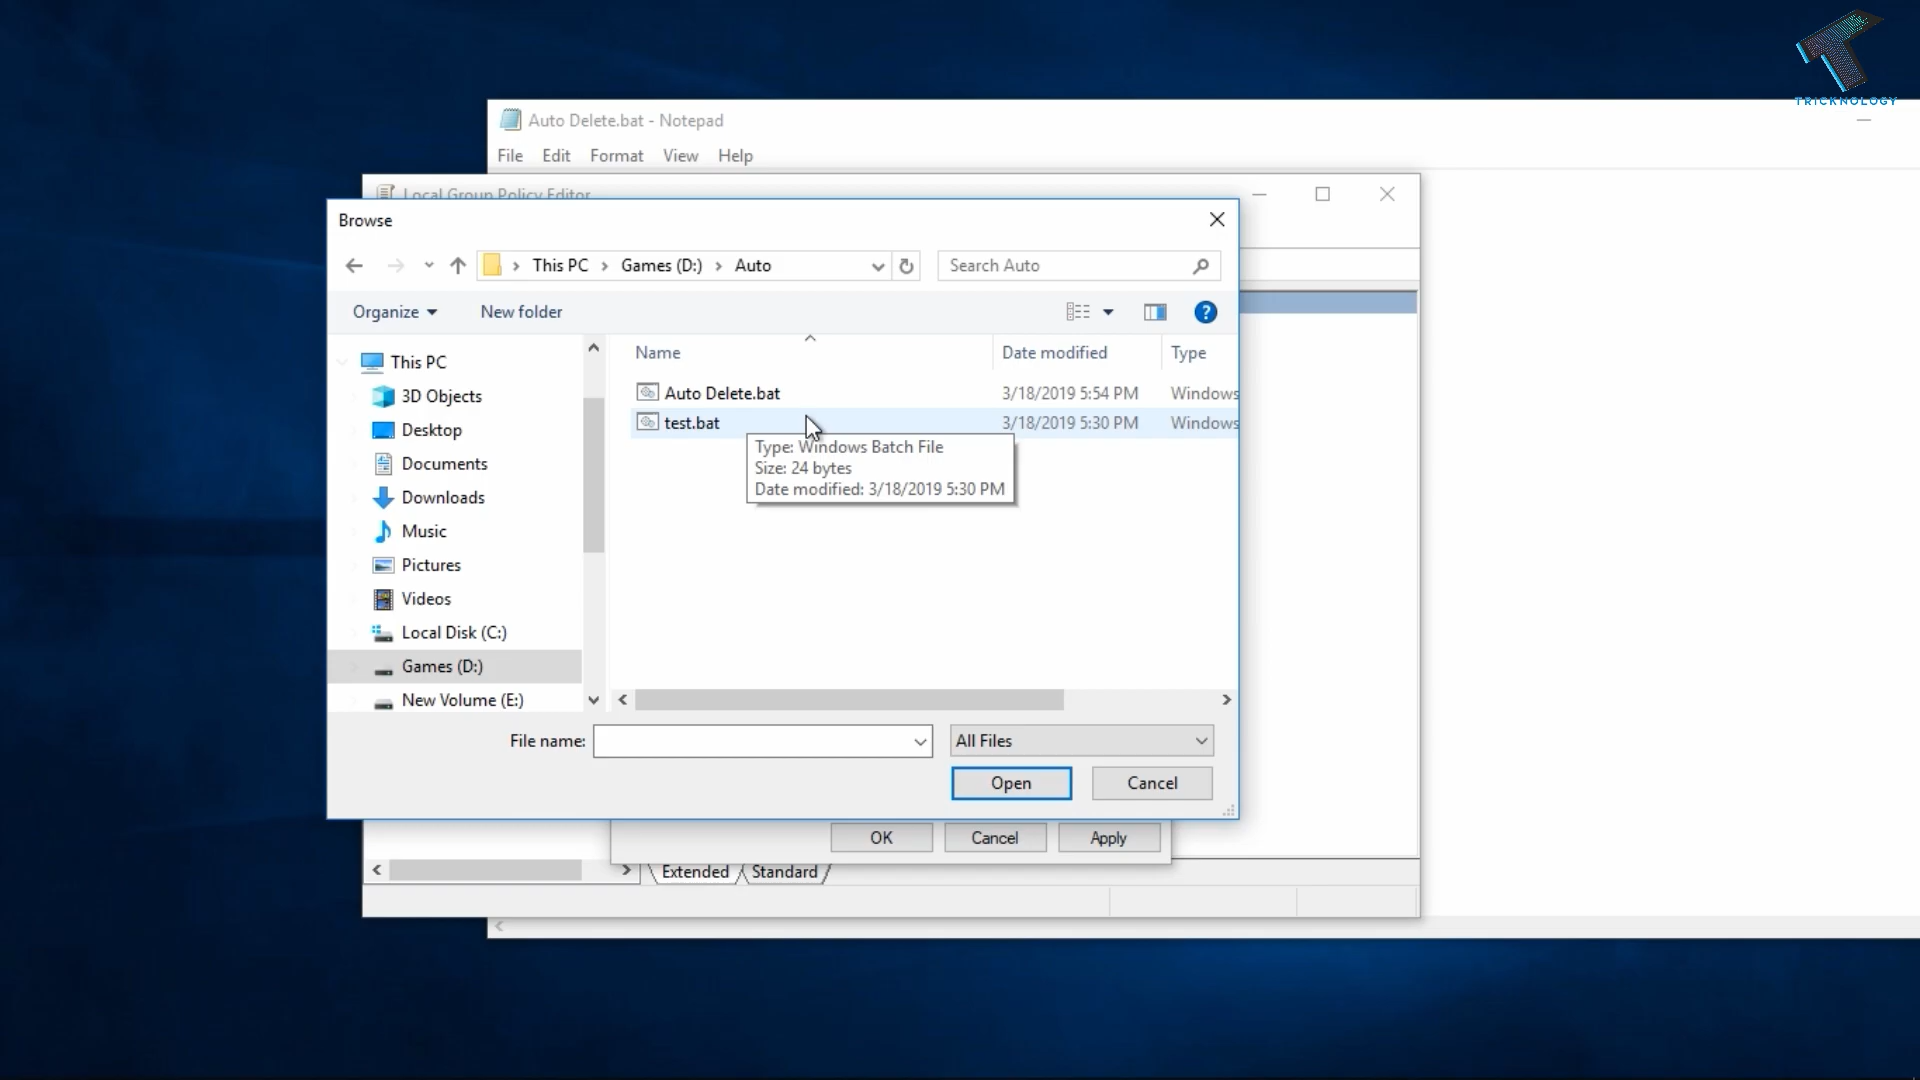 TRICKNOLOGY
Auto Delete.bat - Notepad
File Edit Format View Help
Local Group Policy Editor
Browse
This PC > Games (D:) > Auto
Search Auto
Organize New folder
?
Name Date modified Type
This PC
3D Objects
Desktop
Documents
Downloads
Music
Pictures
Videos
Local Disk (C:)
Games (D:)
New Volume (E:)
Auto Delete.bat 3/18/2019 5:54 PM Windows
test.bat 3/18/2019 5:30 PM Windows
Type: Windows Batch File
Size: 24 bytes
Date modified: 3/18/2019 5:30 PM
File name:
All Files
Open Cancel
OK Cancel Apply
Extended Standard